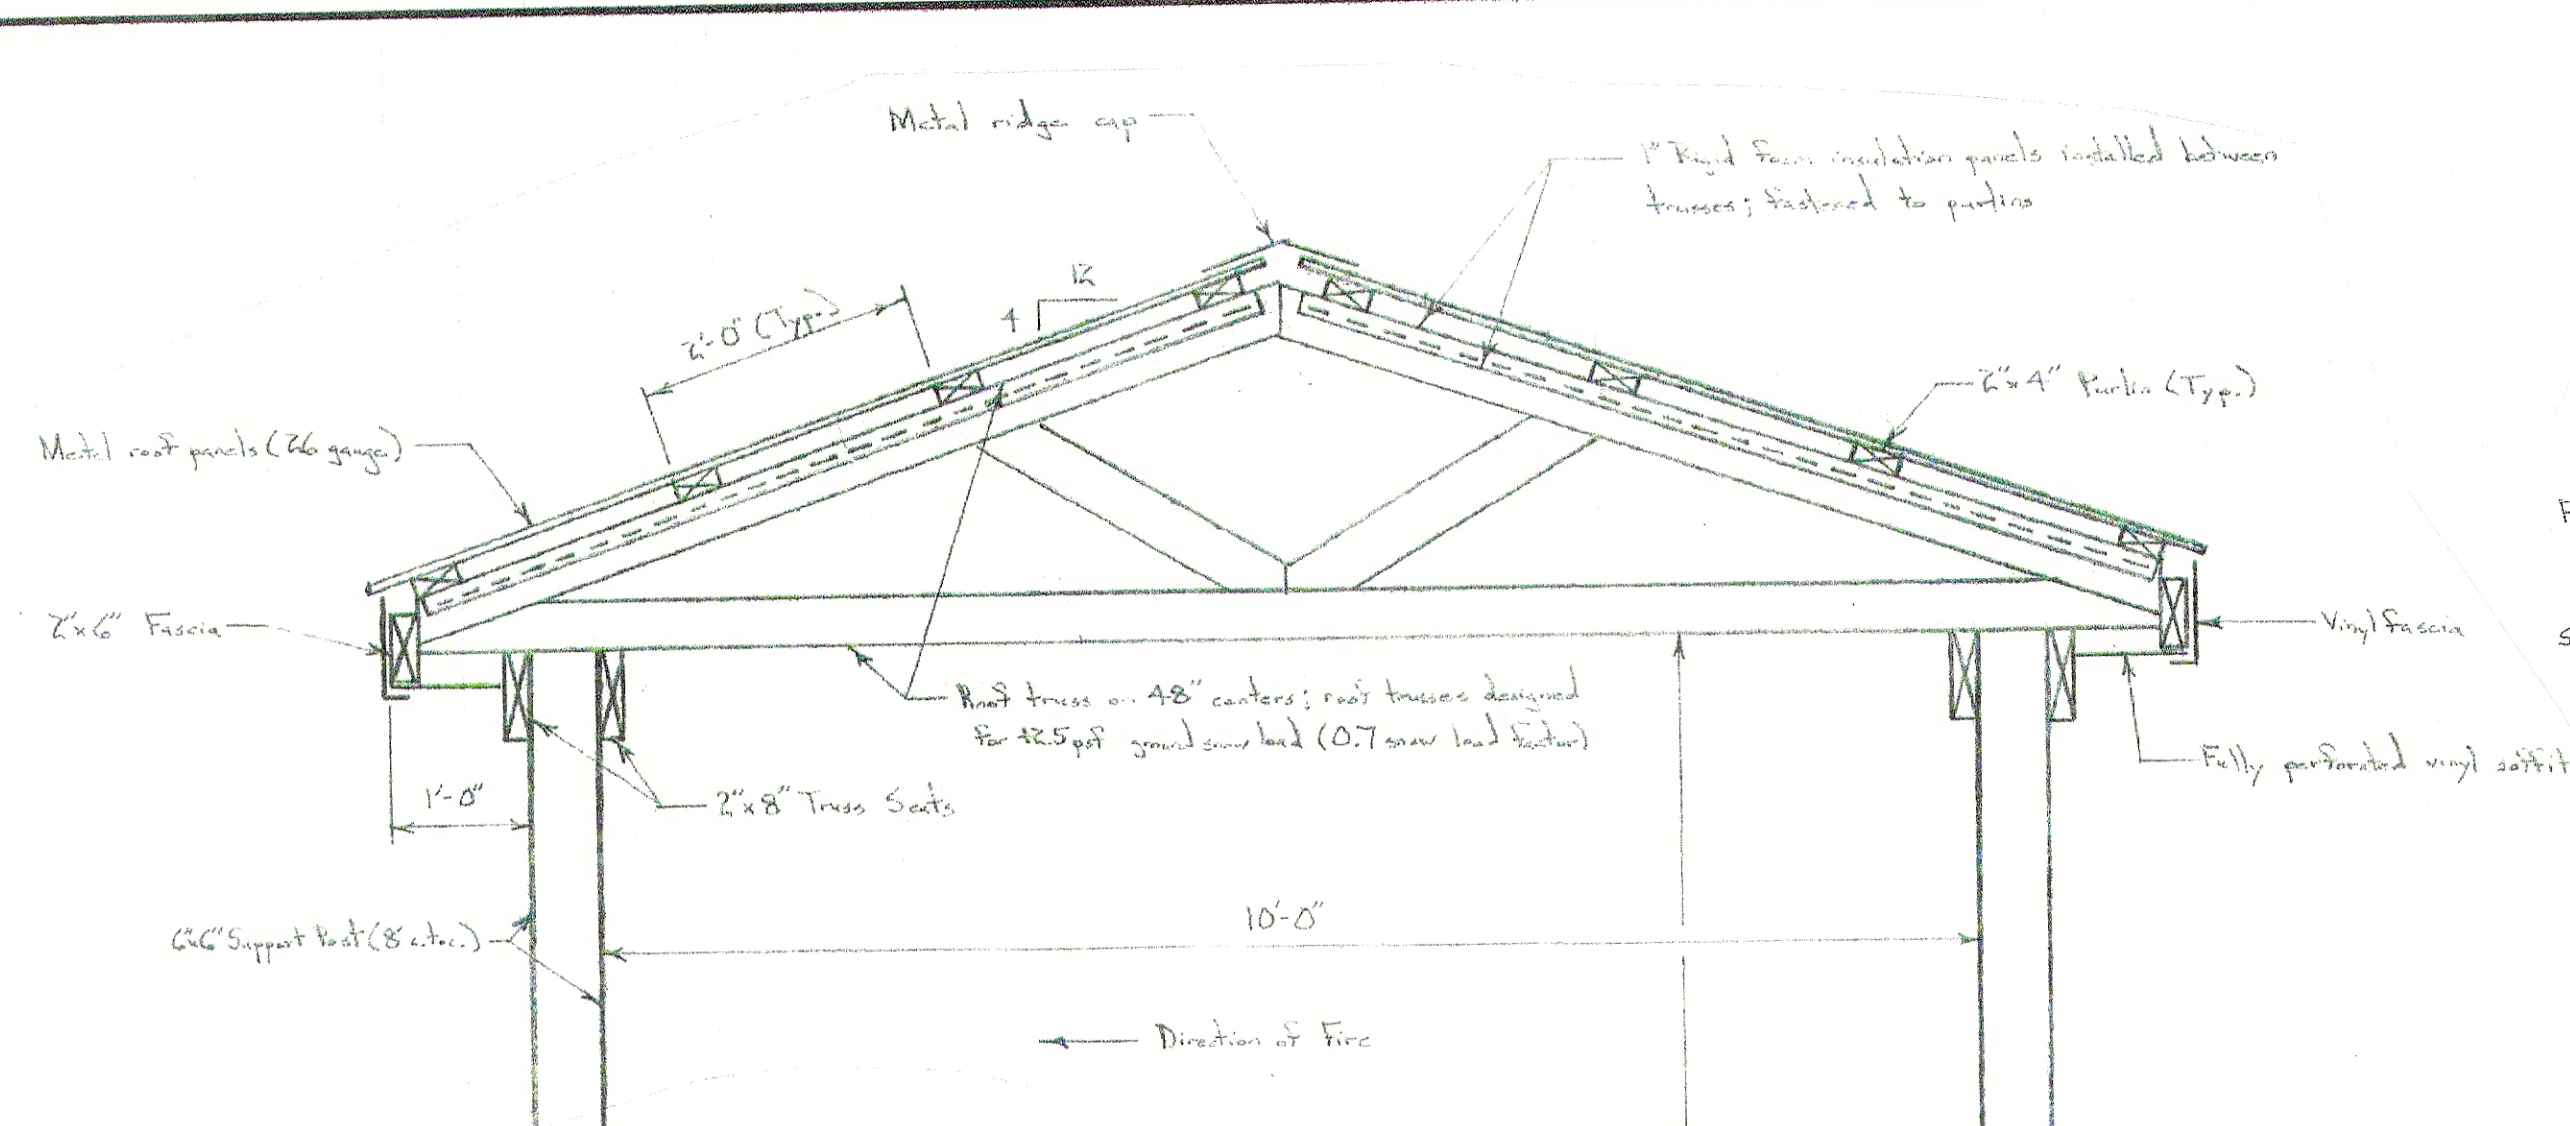 Metal ridge cap
1" Rigid foam insulation panels installed between
trusses; fastened to purlins
12
4
2'-0" (Typ.)
2"x4" Purlin (Typ.)
Metal roof panels (26 gauge)
2"x6" Fascia
Vinyl fascia
Roof truss on 48" centers; roof trusses designed
for psf ground snow load (0.7 snow load factor)
Fully perforated vinyl soffit
1'-0"
2"x8" Truss Seats
10'-0"
6"x6" Support Post (8' c.to c.)
Direction of Fire